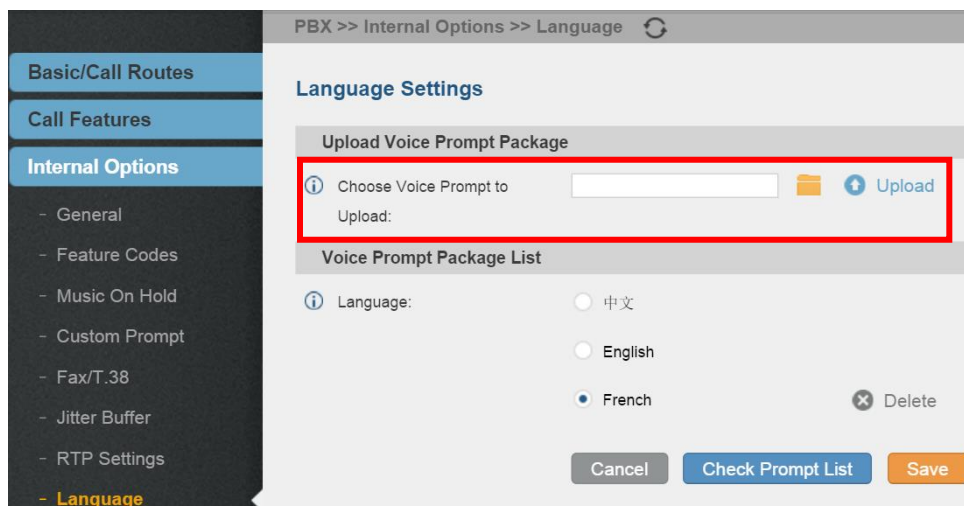 PBX >> Internal Options >> Language
Basic/Call Routes
Call Features
Internal Options
- General
- Feature Codes
- Music On Hold
- Custom Prompt
- Fax/T.38
- Jitter Buffer
- RTP Settings
- Language
Language Settings
Upload Voice Prompt Package
Choose Voice Prompt to
Upload:
Upload
Voice Prompt Package List
Language:
中文
English
French
Delete
Cancel
Check Prompt List
Save